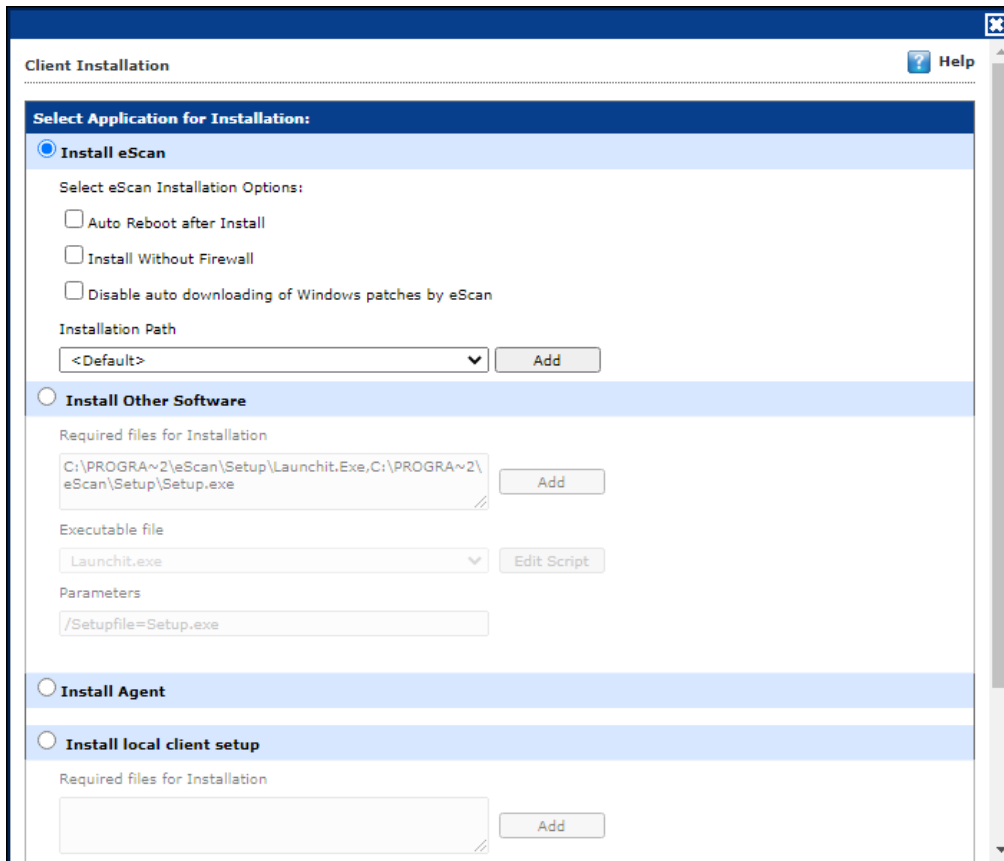 Client Installation
? Help
Select Application for Installation:
Install eScan
Select eScan Installation Options:
Auto Reboot after Install
Install Without Firewall
Disable auto downloading of Windows patches by eScan
Installation Path
<Default> Add
Install Other Software
Required files for Installation
C:\PROGRA~2\eScan\Setup\Launchit.Exe,C:\PROGRA~2\
eScan\Setup\Setup.exe
Add
Executable file
Launchit.exe Edit Script
Parameters
/Setupfile=Setup.exe
Install Agent
Install local client setup
Required files for Installation
Add